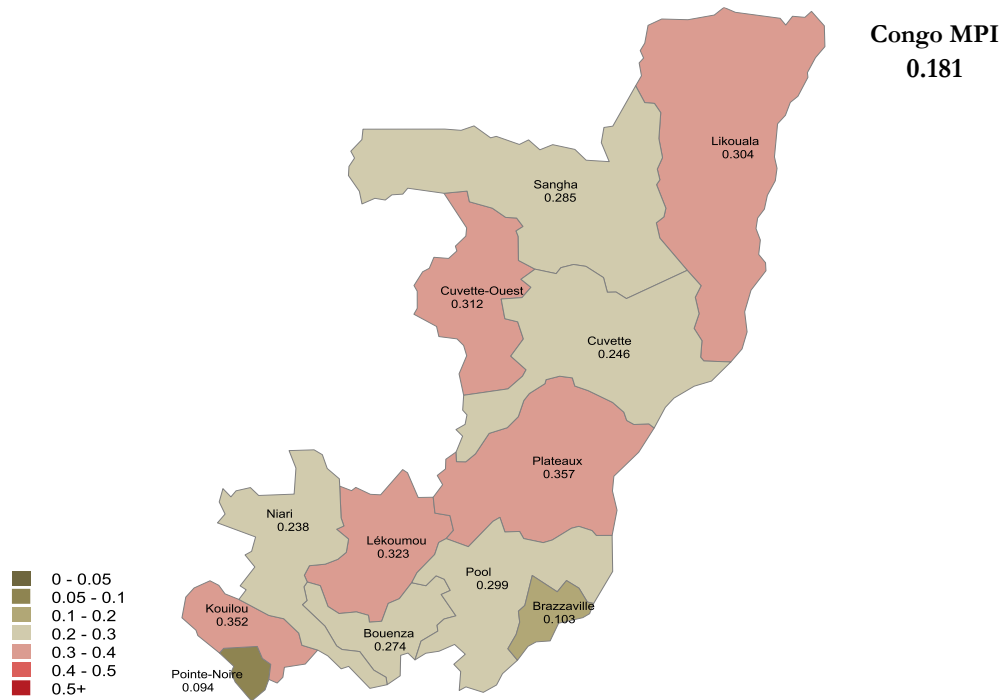 Congo MPI
0.181
Likouala
0.304
Sangha
0.285
Cuvette-Ouest
0.312
Cuvette
0.246
Plateaux
0.357
Niari
0.238
Lékoumou
0.323
Pool
0.299
Kouilou
0.352
Brazzaville
0.103
Bouenza
0.274
Pointe-Noire
0.094
0 - 0.05
0.05 - 0.1
0.1 - 0.2
0.2 - 0.3
0.3 - 0.4
0.4 - 0.5
0.5+